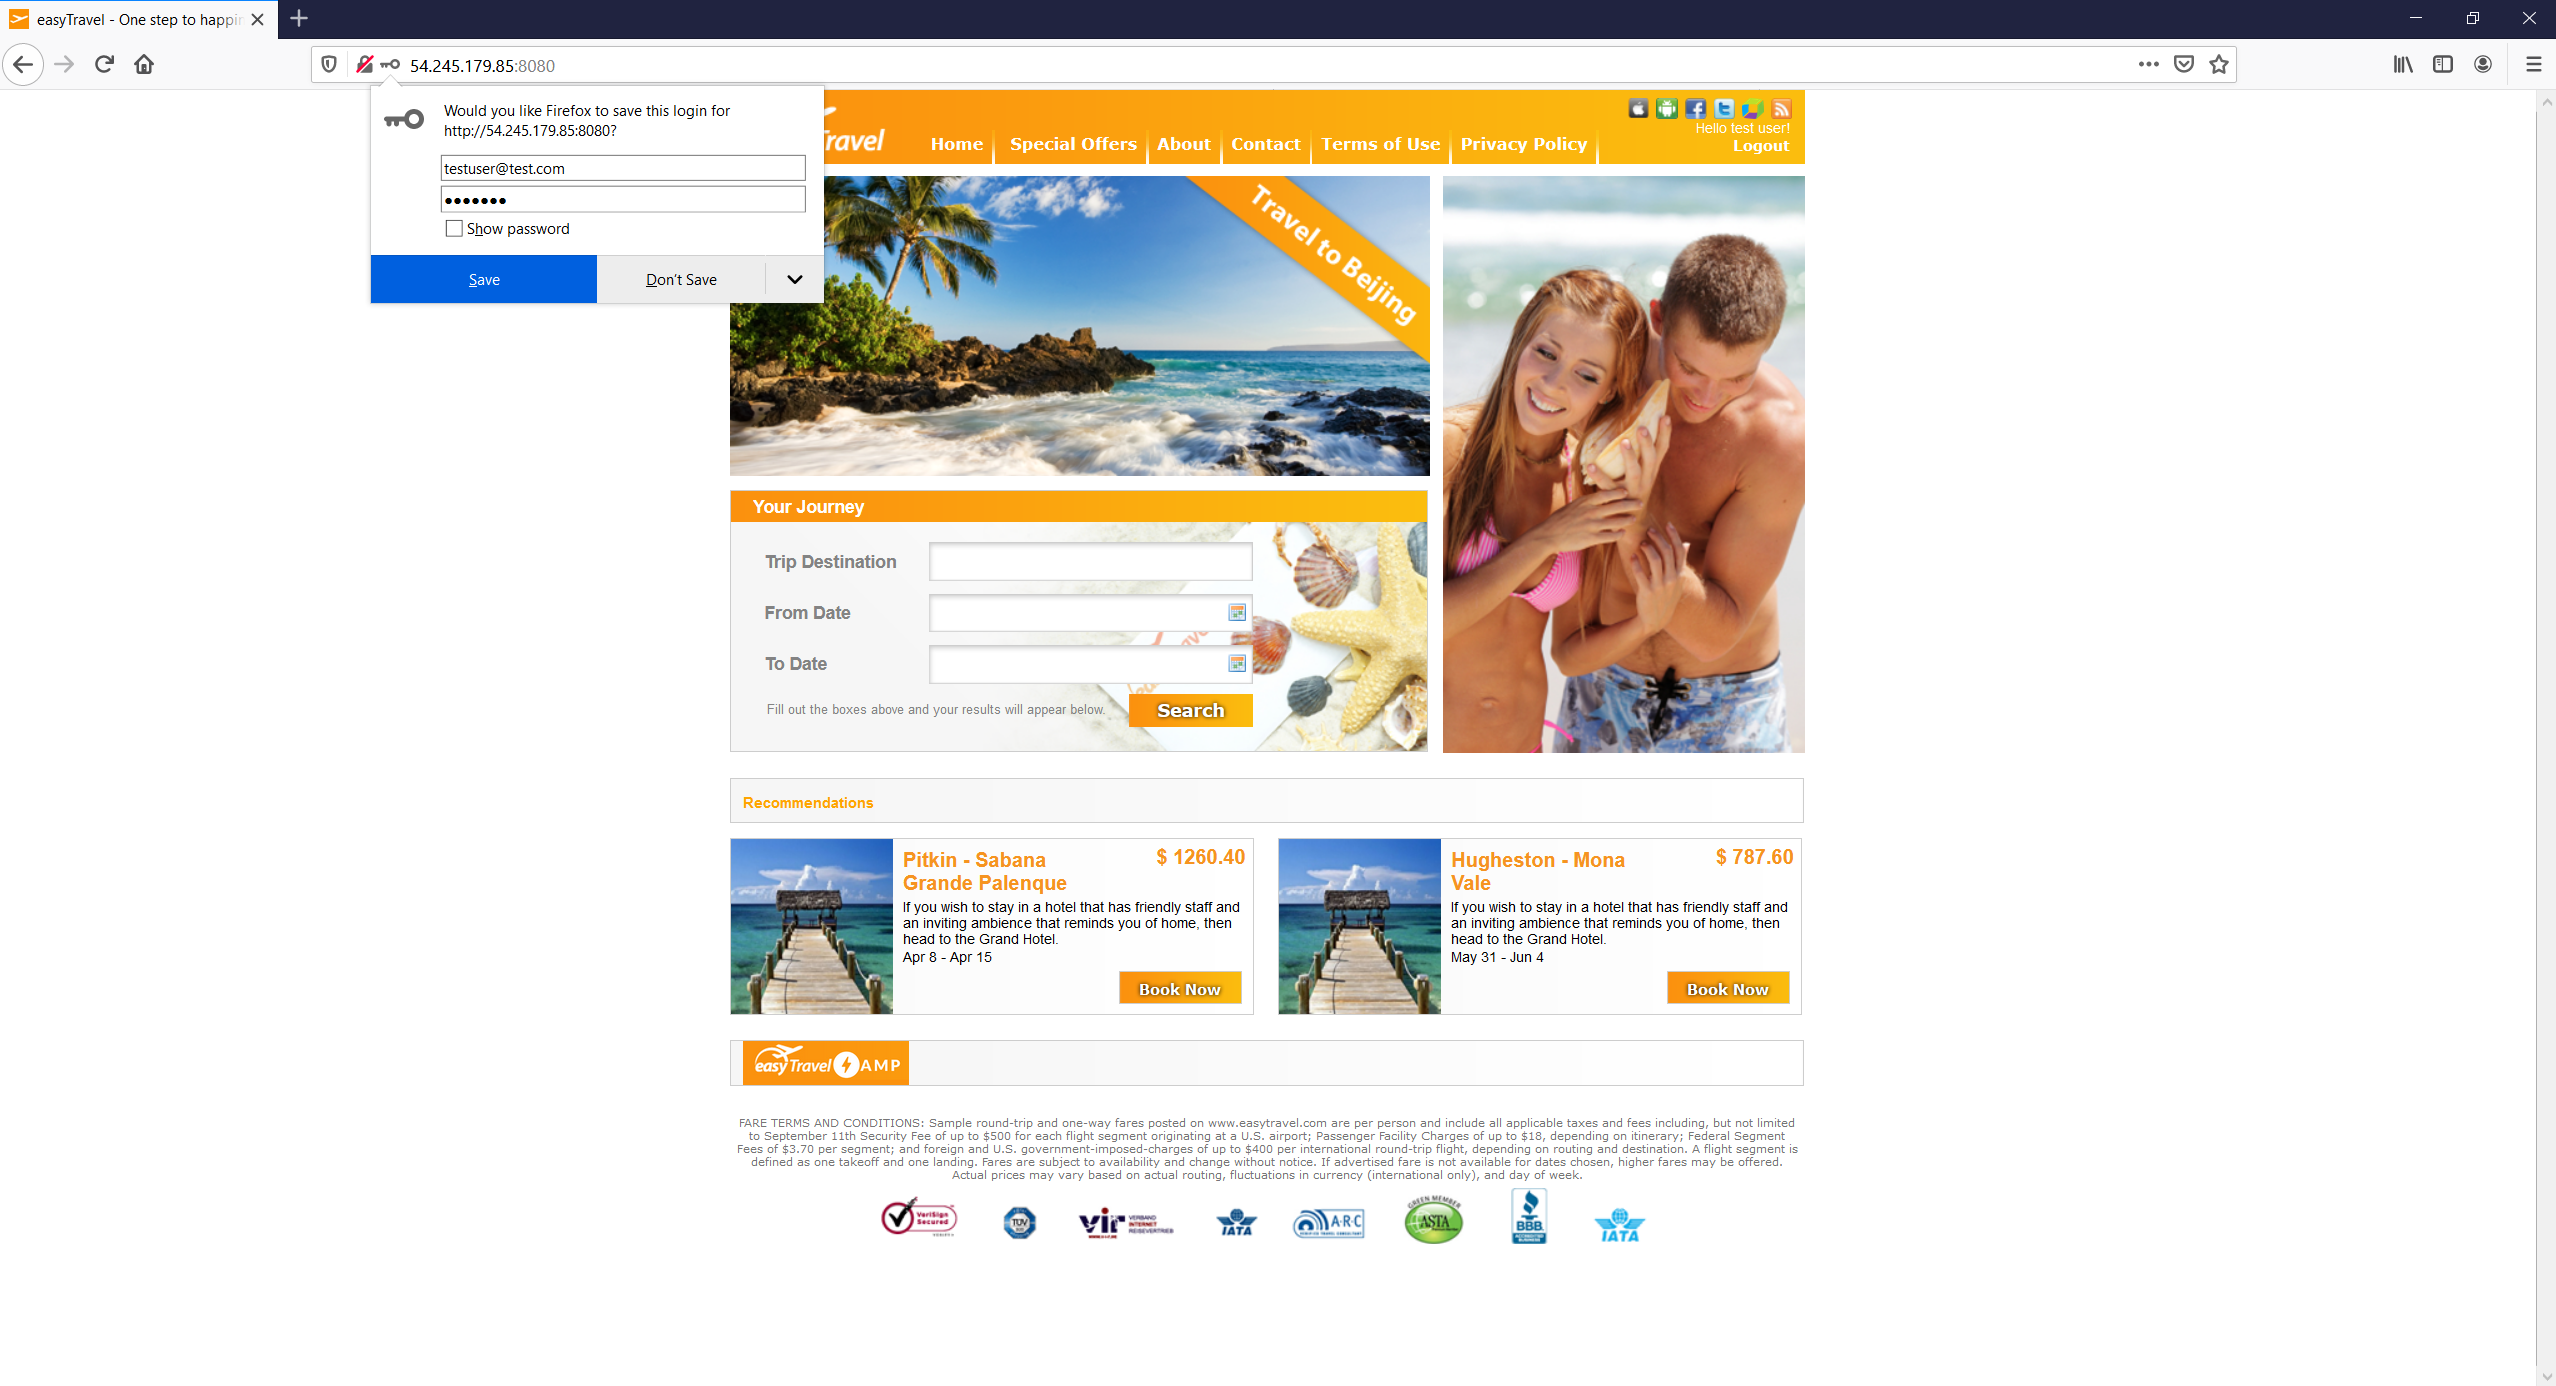 easyTravel - One step to happin
54.245.179.85:8080
Would you like Firefox to save this login for
http://54.245.179.85:8080?
testuser@test.com
•••••••
Show password
Save
Don't Save
Travel
Home
Special Offers
About
Contact
Terms of Use
Privacy Policy
Hello test user!
Logout
Travel to Beijing
Your Journey
Trip Destination
From Date
To Date
Fill out the boxes above and your results will appear below.
Search
Recommendations
Pitkin - Sabana
Grande Palenque
$ 1260.40
If you wish to stay in a hotel that has friendly staff and
an inviting ambience that reminds you of home, then
head to the Grand Hotel.
Apr 8 - Apr 15
Book Now
Hugheston - Mona
Vale
$ 787.60
If you wish to stay in a hotel that has friendly staff and
an inviting ambience that reminds you of home, then
head to the Grand Hotel.
May 31 - Jun 4
Book Now
easyTravel AMP
FARE TERMS AND CONDITIONS: Sample round-trip and one-way fares posted on www.easytravel.com are per person and include all applicable taxes and fees including, but not limited
to September 11th Security Fee of up to $500 for each flight segment originating at a U.S. airport; Passenger Facility Charges of up to $18, depending on itinerary; Federal Segment
Fees of $3.70 per segment; and foreign and U.S. government-imposed-charges of up to $400 per international round-trip flight, depending on routing and destination. A flight segment is
defined as one takeoff and one landing. Fares are subject to availability and change without notice. If advertised fare is not available for dates chosen, higher fares may be offered.
Actual prices may vary based on actual routing, fluctuations in currency (international only), and day of week.
VeriSign
Secured
TÜV
vir
VERBAND
INTERNET
REISEVERTRIEB
IATA
A·R·C
GREEN MEMBER
ASTA
BBB
ACCREDITED
BUSINESS
IATA